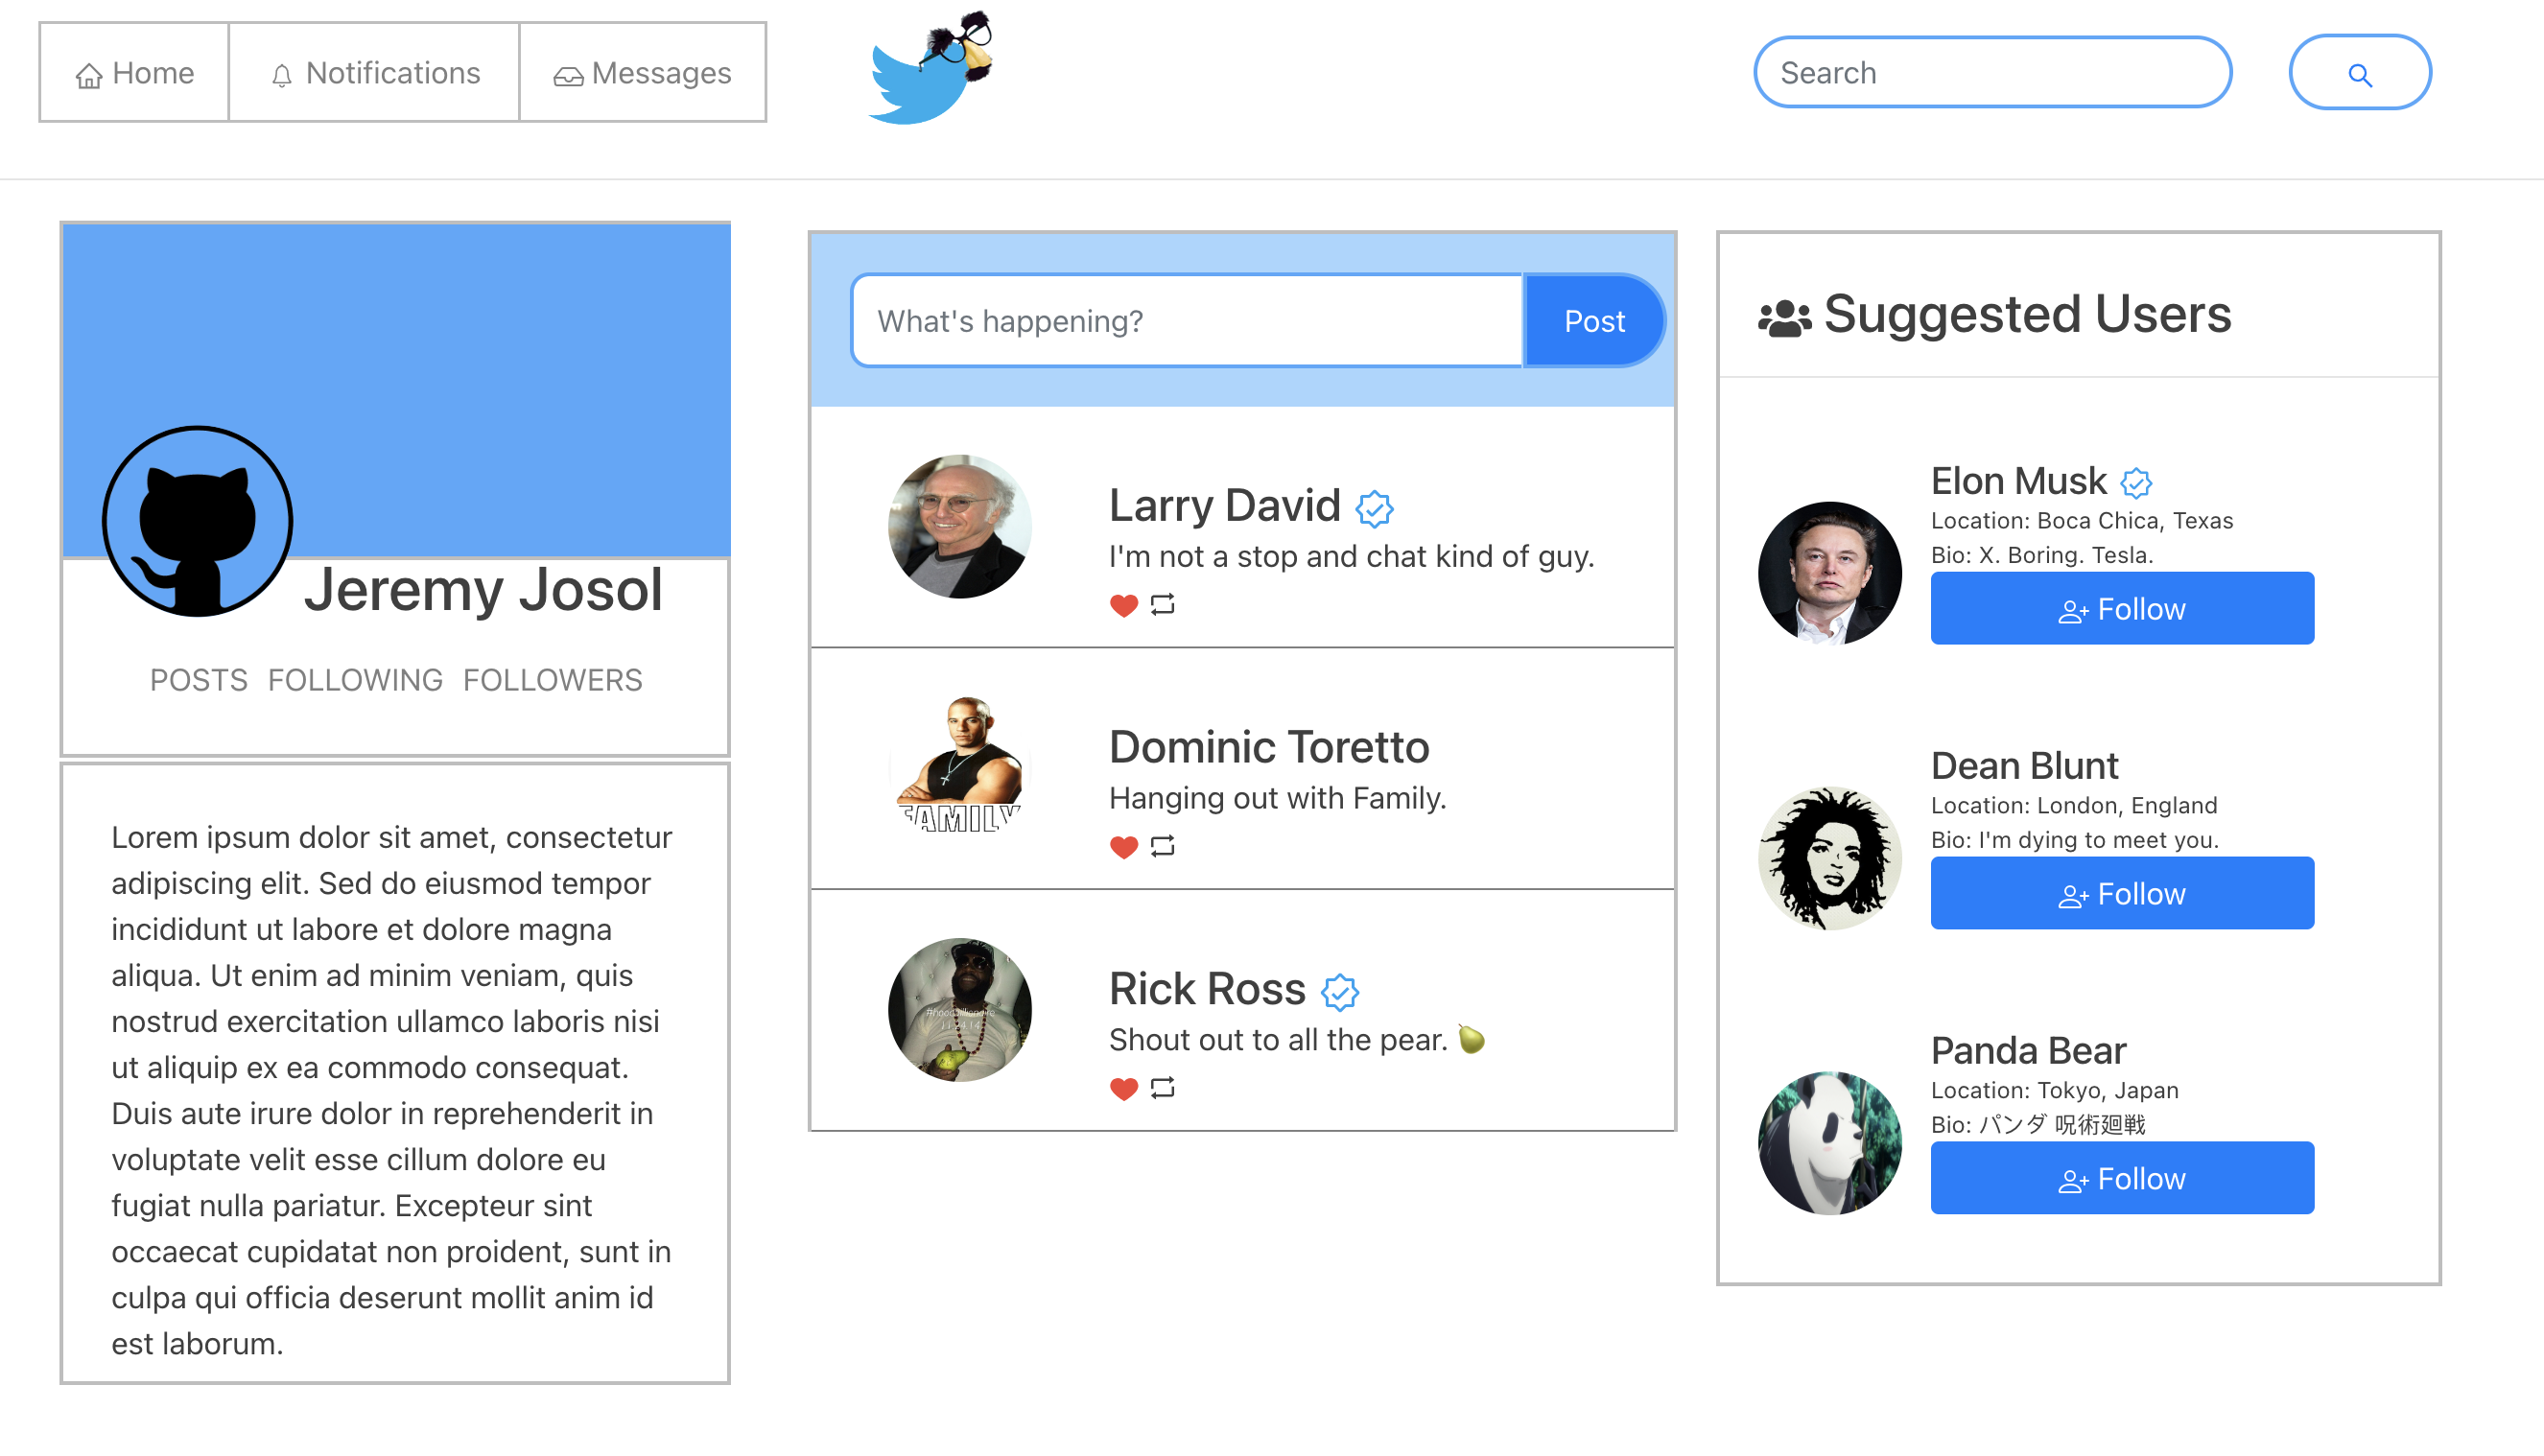 Home
Notifications
Messages
Search
Jeremy Josol
POSTS FOLLOWING FOLLOWERS
Lorem ipsum dolor sit amet, consectetur
adipiscing elit. Sed do eiusmod tempor
incididunt ut labore et dolore magna
aliqua. Ut enim ad minim veniam, quis
nostrud exercitation ullamco laboris nisi
ut aliquip ex ea commodo consequat.
Duis aute irure dolor in reprehenderit in
voluptate velit esse cillum dolore eu
fugiat nulla pariatur. Excepteur sint
occaecat cupidatat non proident, sunt in
culpa qui officia deserunt mollit anim id
est laborum.
What's happening?
Post
Larry David
I'm not a stop and chat kind of guy.
Dominic Toretto
Hanging out with Family.
FAMILY
Rick Ross
Shout out to all the pear. 🍐
Suggested Users
Elon Musk
Location: Boca Chica, Texas
Bio: X. Boring. Tesla.
Follow
Dean Blunt
Location: London, England
Bio: I'm dying to meet you.
Follow
Panda Bear
Location: Tokyo, Japan
Bio: パンダ 呪術廻戦
Follow